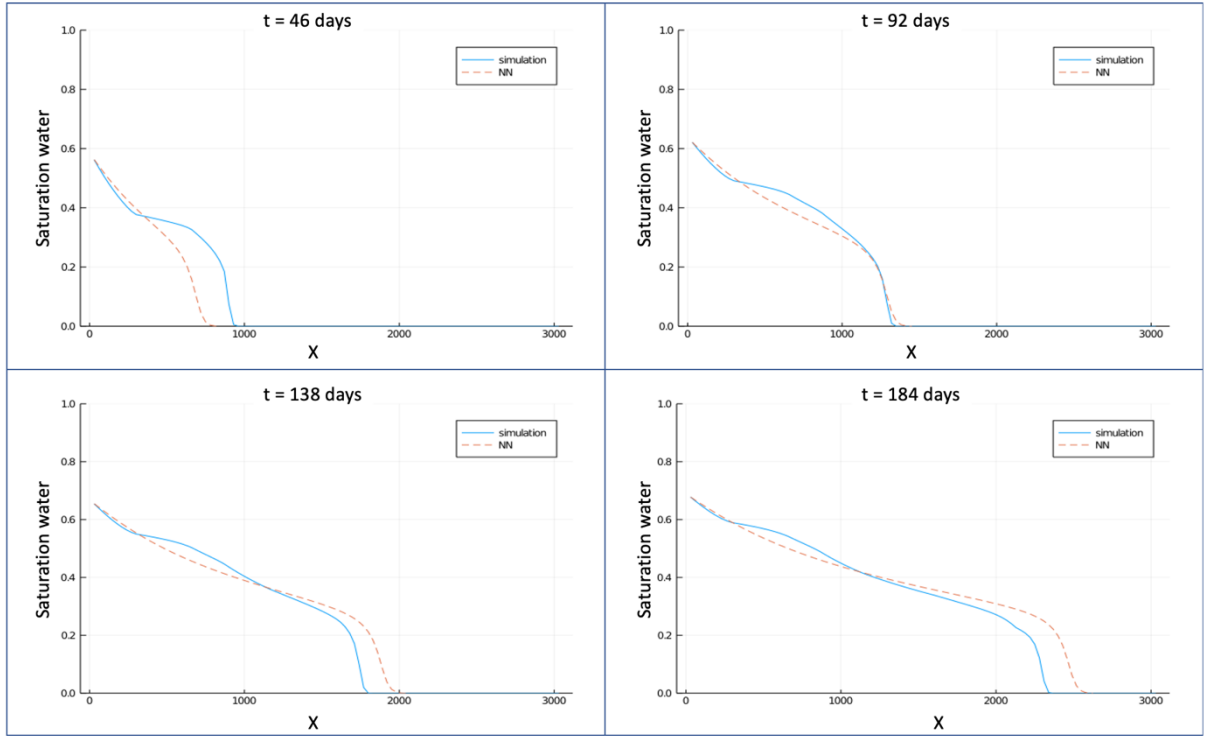 t = 46 days
1.0
0.8
0.6
0.4
0.2
0.0
Saturation water
simulation
NN
0 1000 2000 3000
X
t = 92 days
1.0
0.8
0.6
0.4
0.2
0.0
Saturation water
simulation
NN
0 1000 2000 3000
X
t = 138 days
1.0
0.8
0.6
0.4
0.2
0.0
Saturation water
simulation
NN
0 1000 2000 3000
X
t = 184 days
1.0
0.8
0.6
0.4
0.2
0.0
Saturation water
simulation
NN
0 1000 2000 3000
X